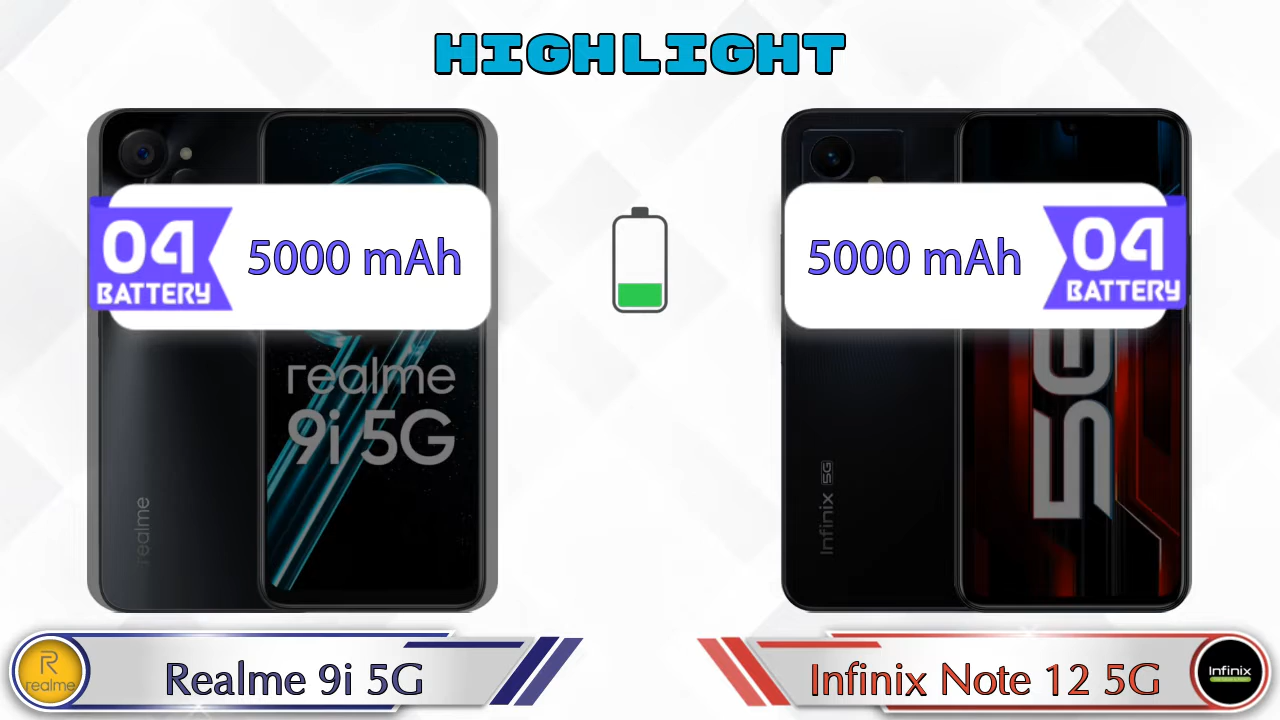 HIGHLIGHT
04
BATTERY
5000 mAh
5000 mAh
04
BATTERY
realme
9i 5G
realme
5G
Infinix 5G
R
realme
Realme 9i 5G
Infinix Note 12 5G
Infinix